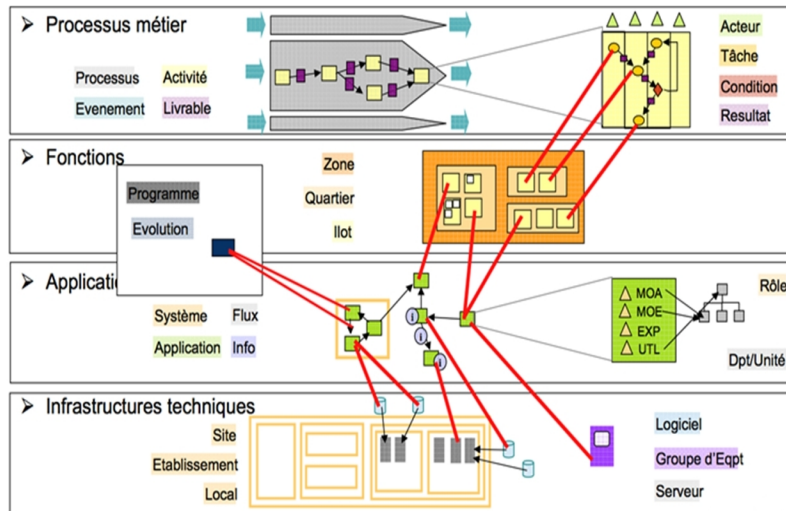 ➢ Processus métier
Processus
Activité
Evenement
Livrable
Acteur
Tâche
Condition
Resultat
➢ Fonctions
Programme
Evolution
Zone
Quartier
Ilot
➢ Applicatio
Système
Flux
Application
Info
i
i
i
MOA
MOE
EXP
UTL
Rôle
Dpt/Unité
➢ Infrastructures techniques
Site
Etablissement
Local
Logiciel
Groupe d'Eqpt
Serveur